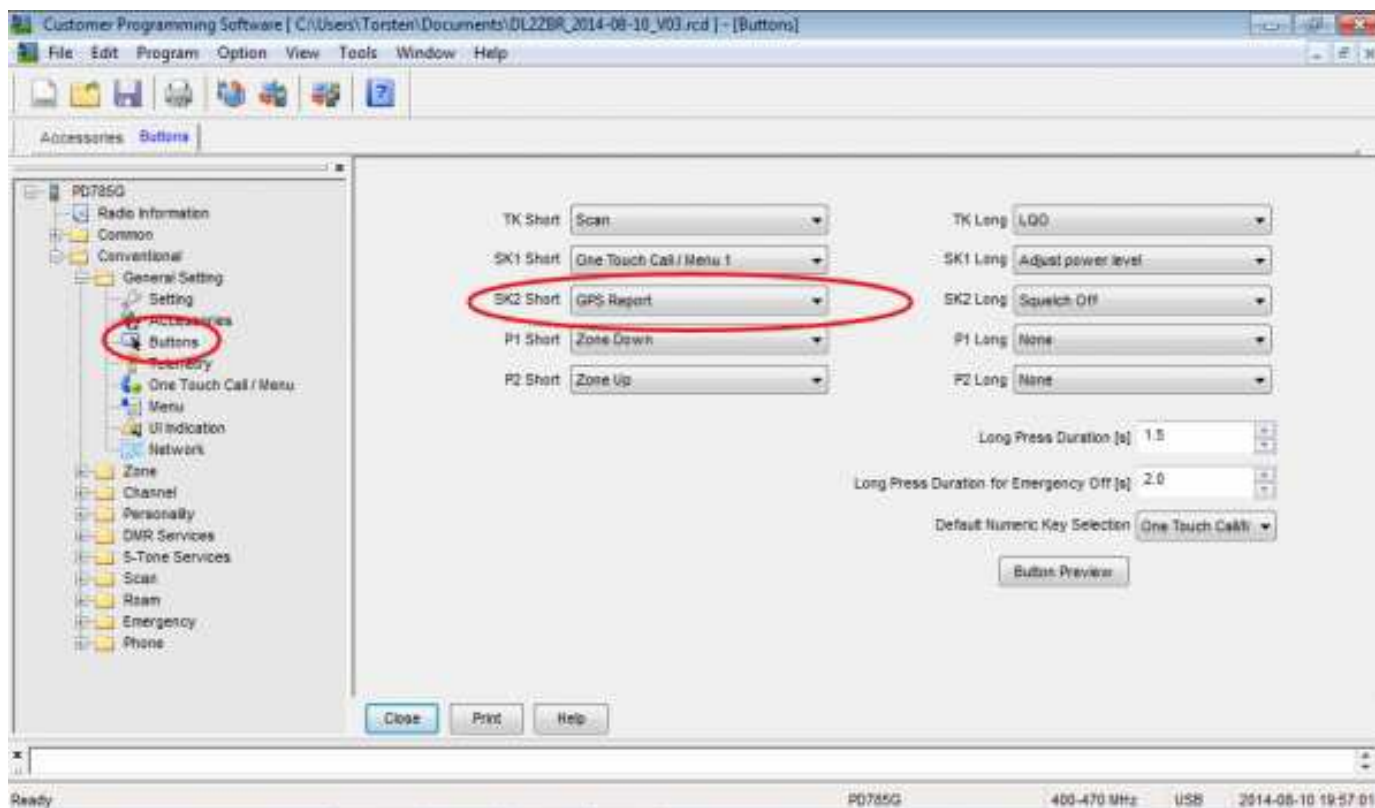 Customer Programming Software [ C:\Users\Torsten\Documents\DL2ZBR_2014-08-10_V03.rcd ] - [Buttons]
File Edit Program Option View Tools Window Help
Accessories Buttons
PD785G
Radio Information
Common
Conventional
General Setting
Setting
Accessories
Buttons
Telemetry
One Touch Call / Menu
Menu
UI Indication
Network
Zone
Channel
Personality
DMR Services
5-Tone Services
Scan
Roam
Emergency
Phone
TK Short Scan TK Long LQO
SK1 Short One Touch Call / Menu 1 SK1 Long Adjust power level
SK2 Short GPS Report SK2 Long Squelch Off
P1 Short Zone Down P1 Long None
P2 Short Zone Up P2 Long None
Long Press Duration [s] 1.5
Long Press Duration for Emergency Off [s] 2.0
Default Numeric Key Selection One Touch Call/
Button Preview
Close Print Help
Ready PD785G 400-470 MHz USB 2014-08-10 19:57:01